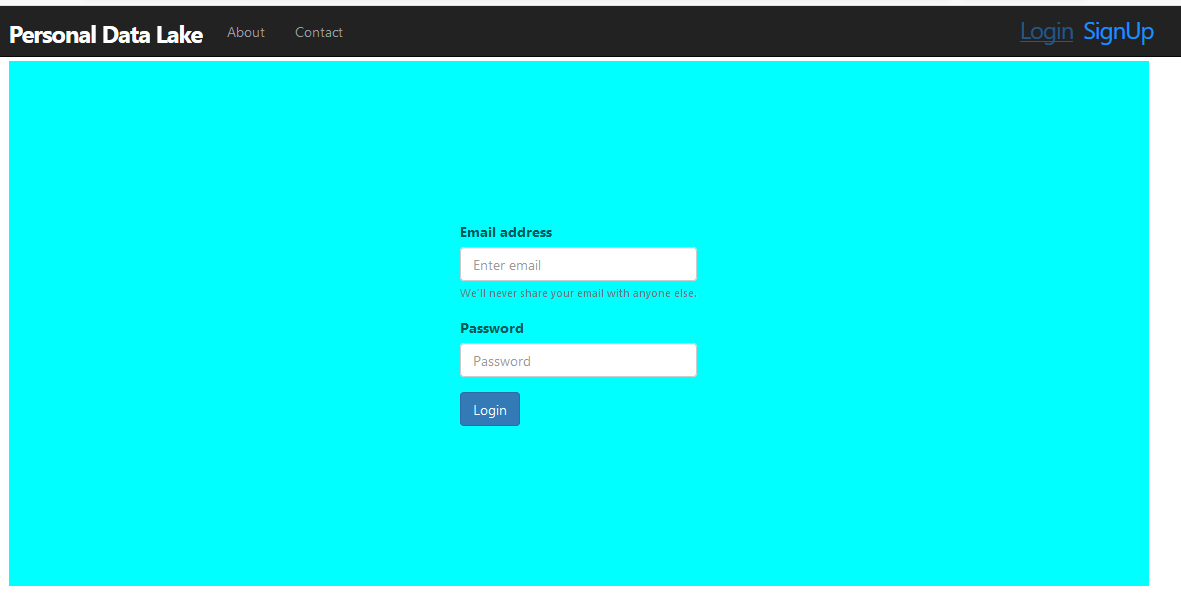 Personal Data Lake About Contact Login SignUp
Email address
Enter email
We'll never share your email with anyone else.
Password
Password
Login